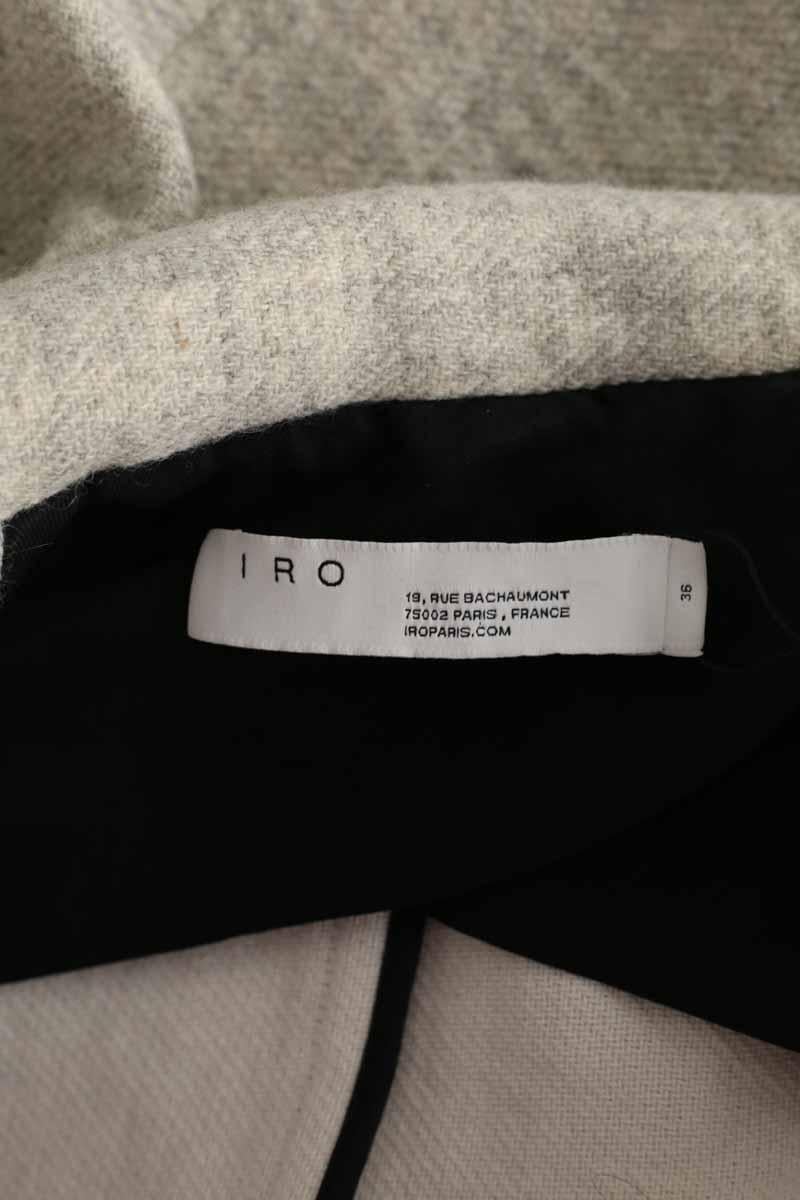 IRO
19, RUE BACHAUMONT
75002 PARIS, FRANCE
IROPARIS.COM
36